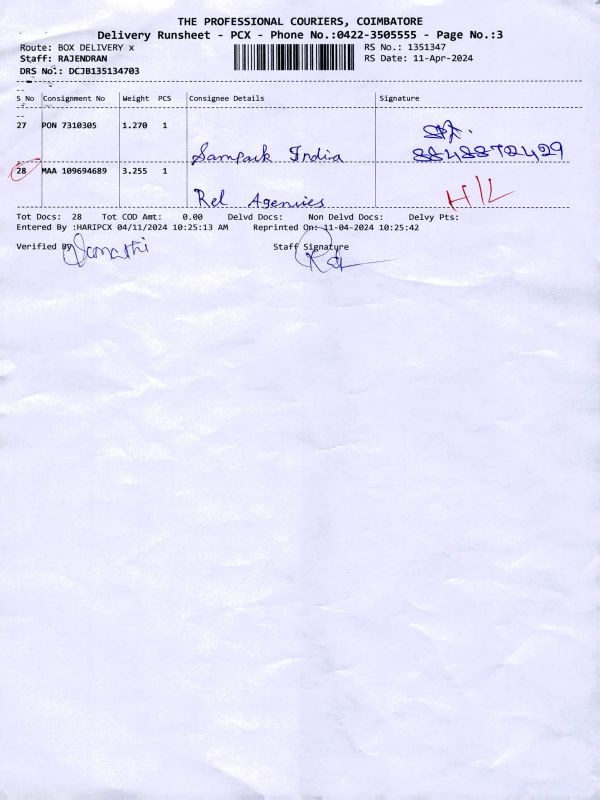 THE PROFESSIONAL COURIERS, COIMBATORE
Delivery Runsheet - PCX - Phone No.:0422-3505555 - Page No.:3
Route: BOX DELIVERY x RS No.: 1351347
Staff: RAJENDRAN RS Date: 11-Apr-2024
DRS No.: DCJB135134703
S No Consignment No Weight PCS Consignee Details Signature
27 PON 7310305 1.270 1 Sampark India 8848872429
28 MAA 109694689 3.255 1 Rel Agencies H/L
Tot Docs: 28 Tot COD Amt: 0.00 Delvd Docs: Non Delvd Docs: Delvy Pts:
Entered By :HARIPCX 04/11/2024 10:25:13 AM Reprinted On: 11-04-2024 10:25:42
Verified By Staff Signature